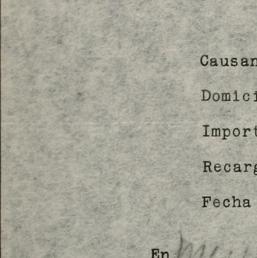 Causan
Domici
Import
Recarg
Fecha
En